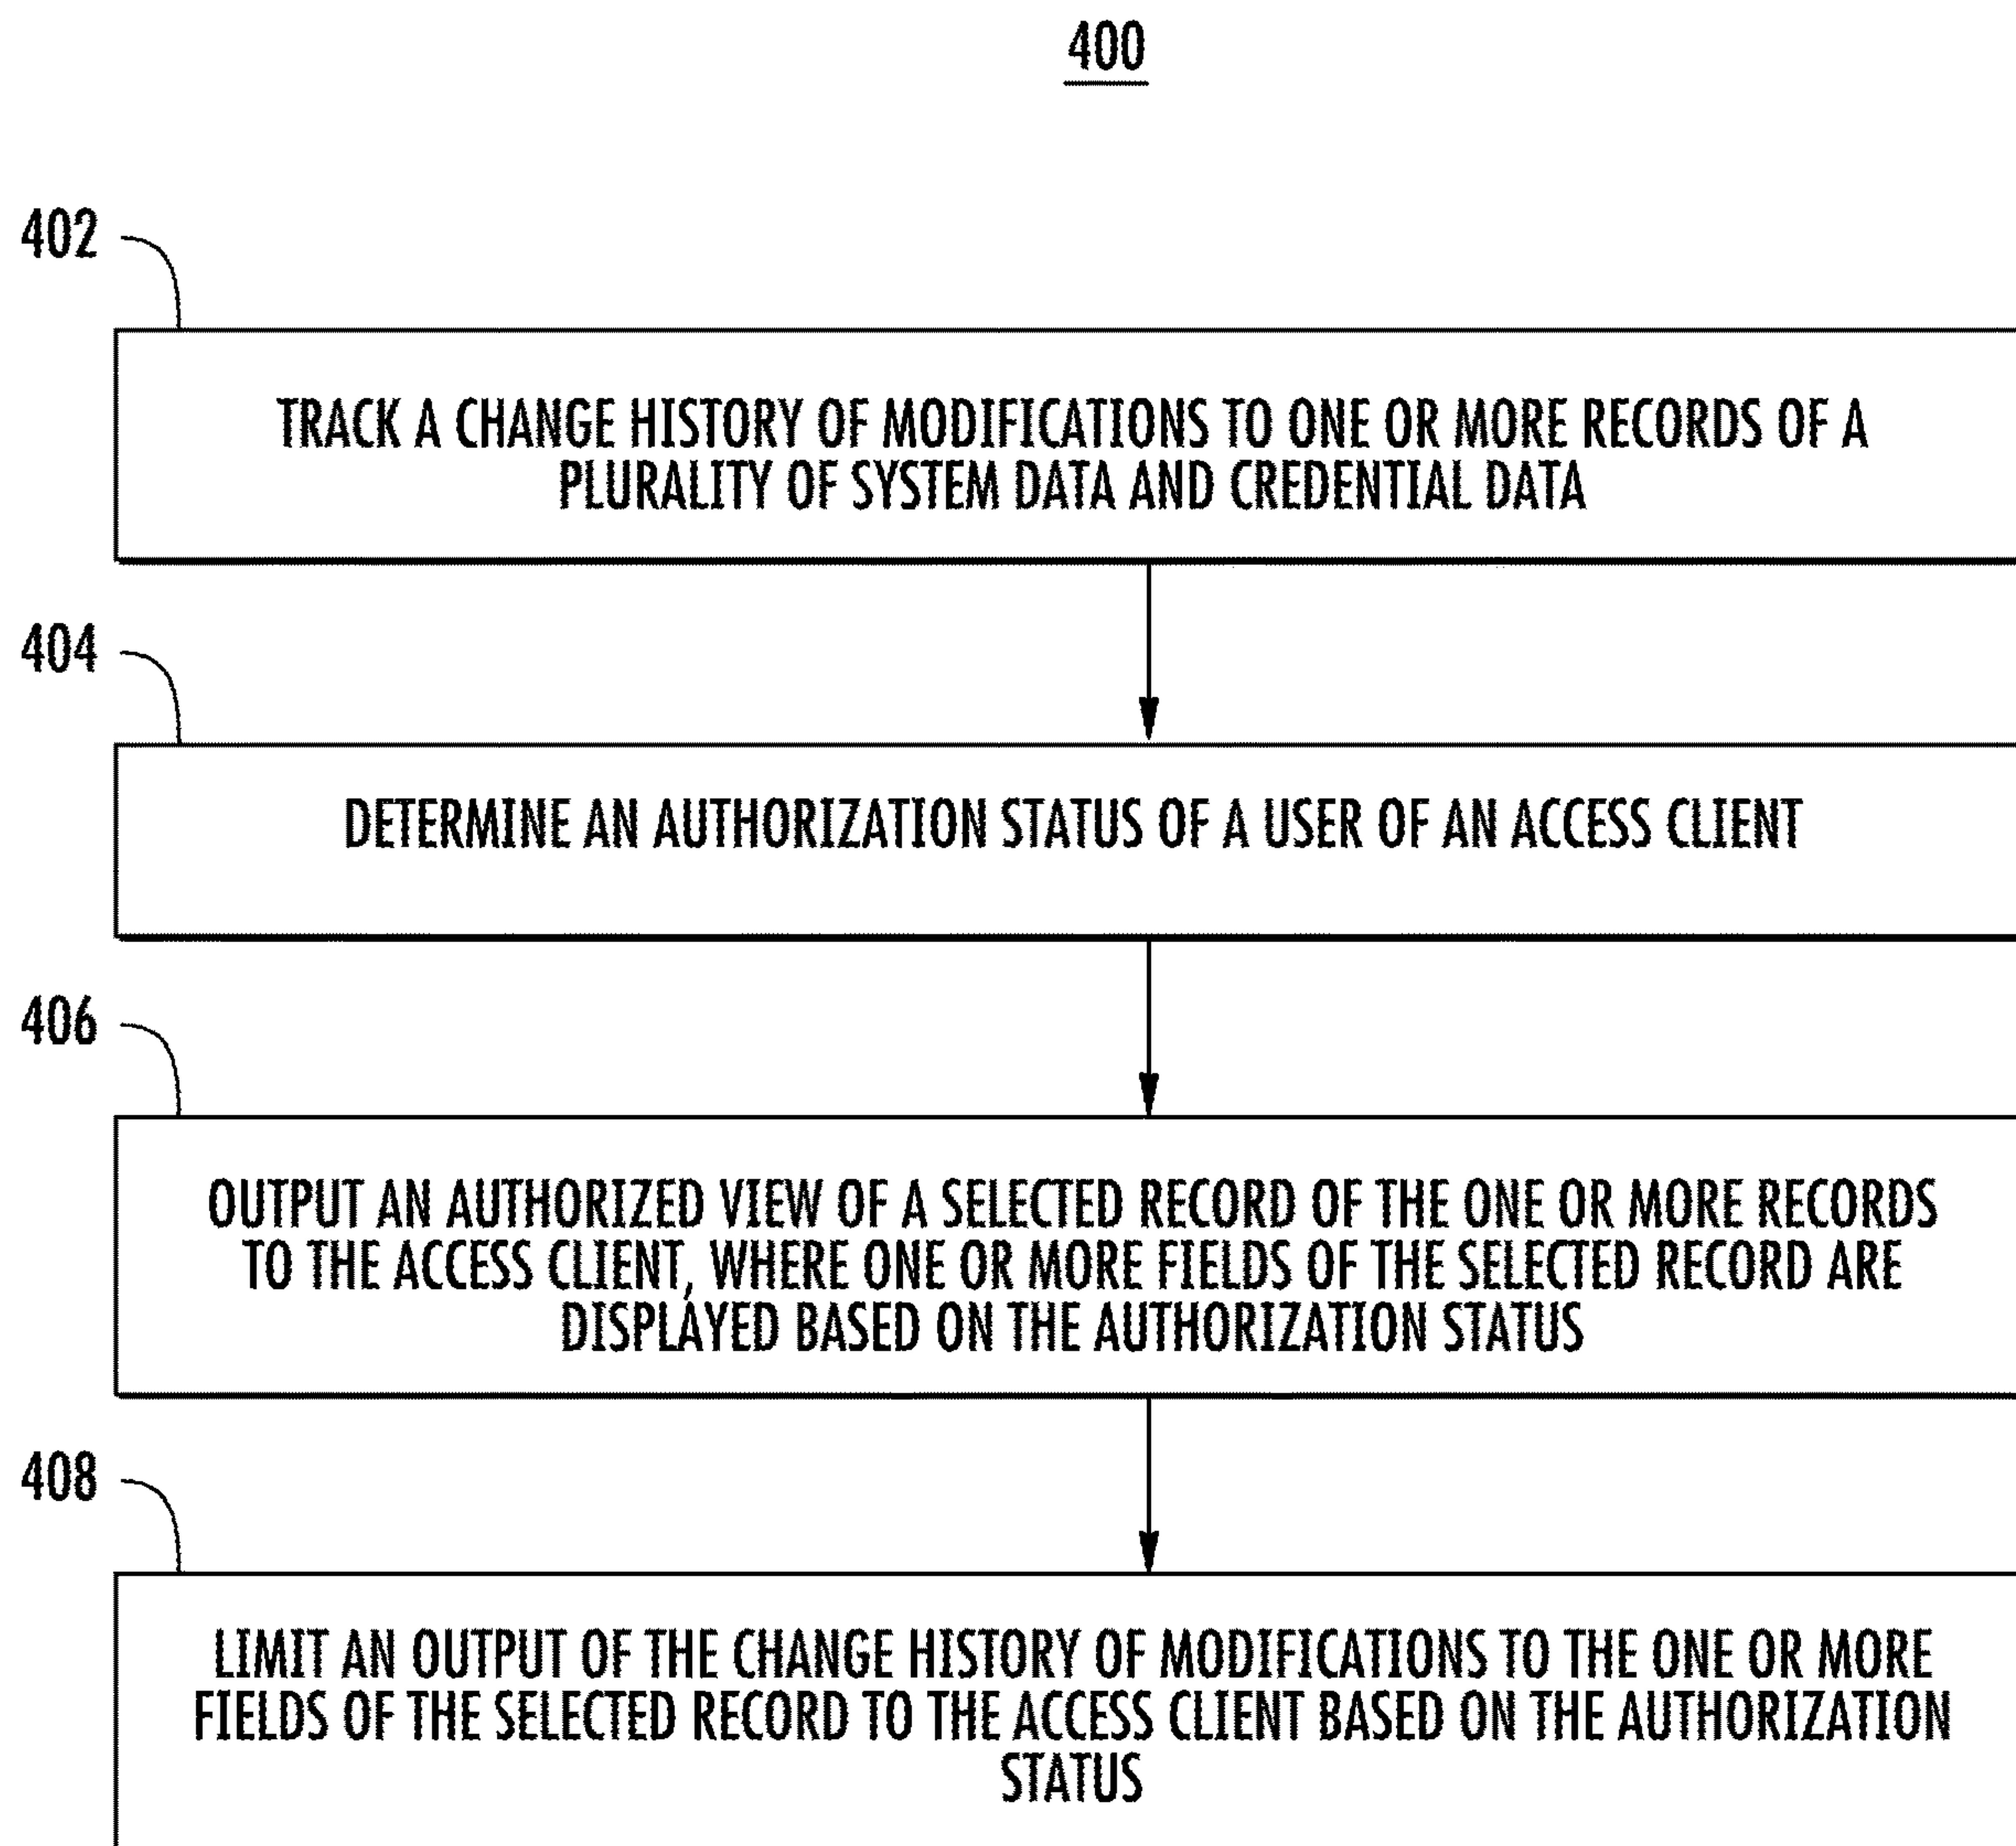 400
402
TRACK A CHANGE HISTORY OF MODIFICATIONS TO ONE OR MORE RECORDS OF A
PLURALITY OF SYSTEM DATA AND CREDENTIAL DATA
404
DETERMINE AN AUTHORIZATION STATUS OF A USER OF AN ACCESS CLIENT
406
OUTPUT AN AUTHORIZED VIEW OF A SELECTED RECORD OF THE ONE OR MORE RECORDS
TO THE ACCESS CLIENT, WHERE ONE OR MORE FIELDS OF THE SELECTED RECORD ARE
DISPLAYED BASED ON THE AUTHORIZATION STATUS
408
LIMIT AN OUTPUT OF THE CHANGE HISTORY OF MODIFICATIONS TO THE ONE OR MORE
FIELDS OF THE SELECTED RECORD TO THE ACCESS CLIENT BASED ON THE AUTHORIZATION
STATUS